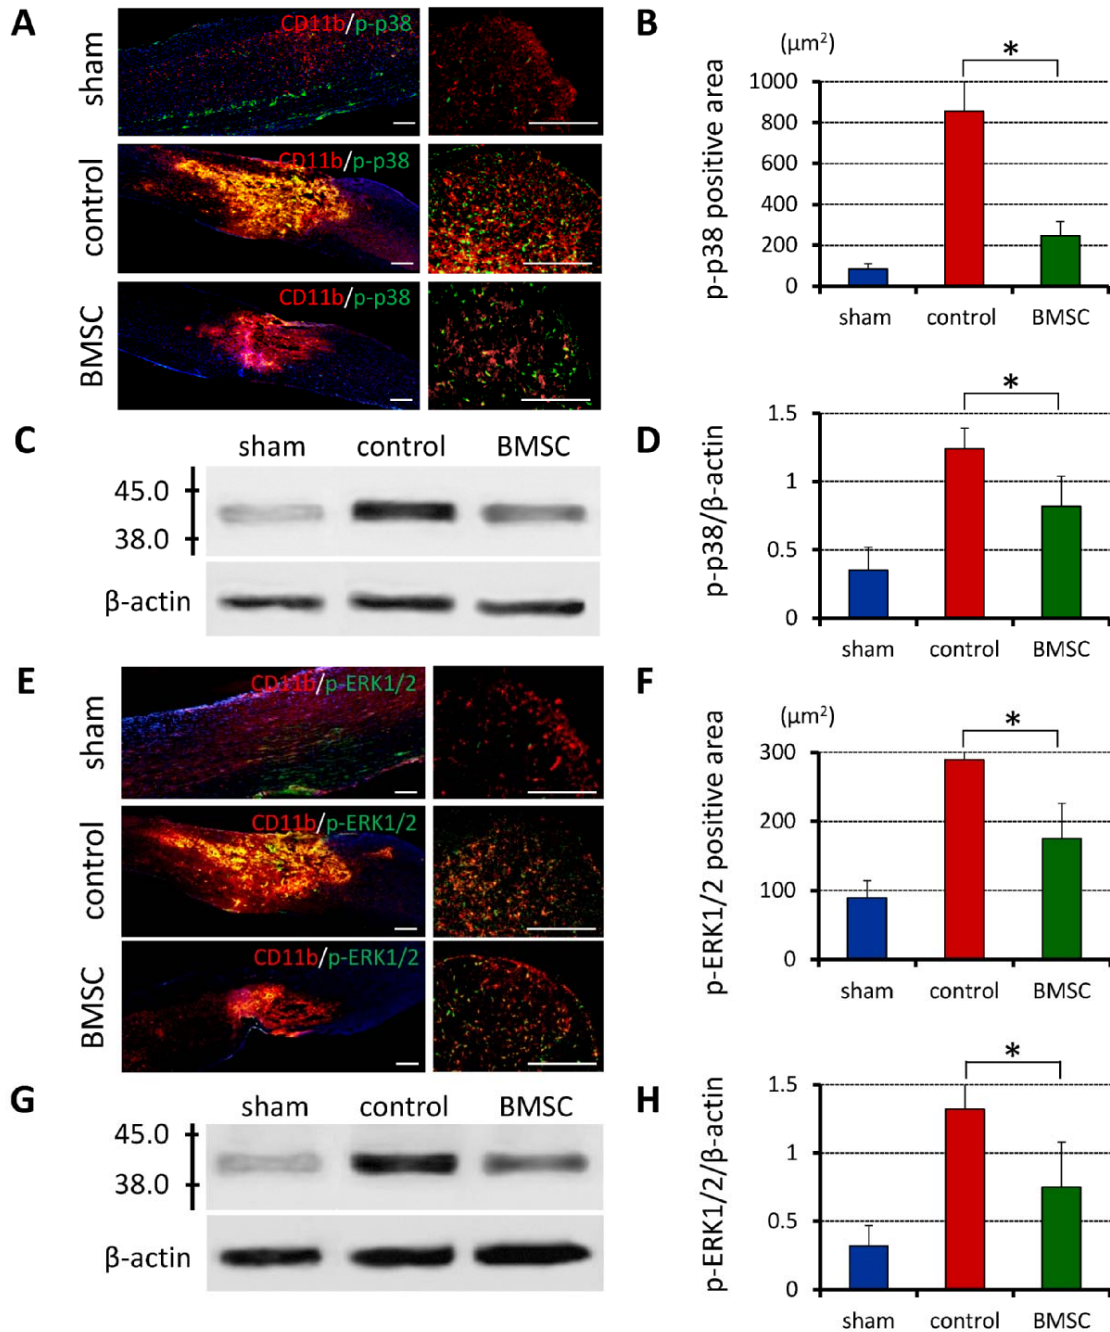 A
sham
CD11b/p-p38
control
CD11b/p-p38
BMSC
CD11b/p-p38
B
(μm²)
*
p-p38 positive area
1000
800
600
400
200
0
sham control BMSC
C
sham control BMSC
45.0
38.0
β-actin
D
*
p-p38/β-actin
1.5
1
0.5
0
sham control BMSC
E
sham
CD11b/p-ERK1/2
control
CD11b/p-ERK1/2
BMSC
CD11b/p-ERK1/2
F
(μm²)
*
p-ERK1/2 positive area
300
200
100
0
sham control BMSC
G
sham control BMSC
45.0
38.0
β-actin
H
*
p-ERK1/2/β-actin
1.5
1
0.5
0
sham control BMSC